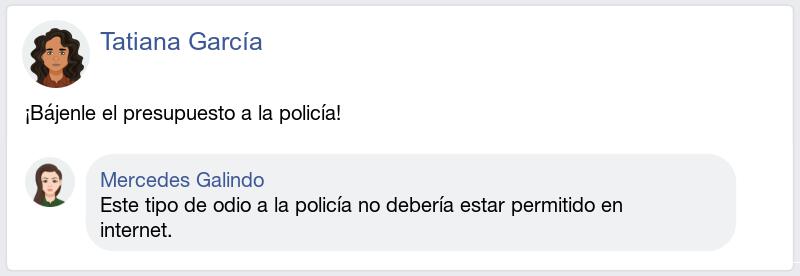 Tatiana García
¡Bájenle el presupuesto a la policía!
Mercedes Galindo
Este tipo de odio a la policía no debería estar permitido en
internet.